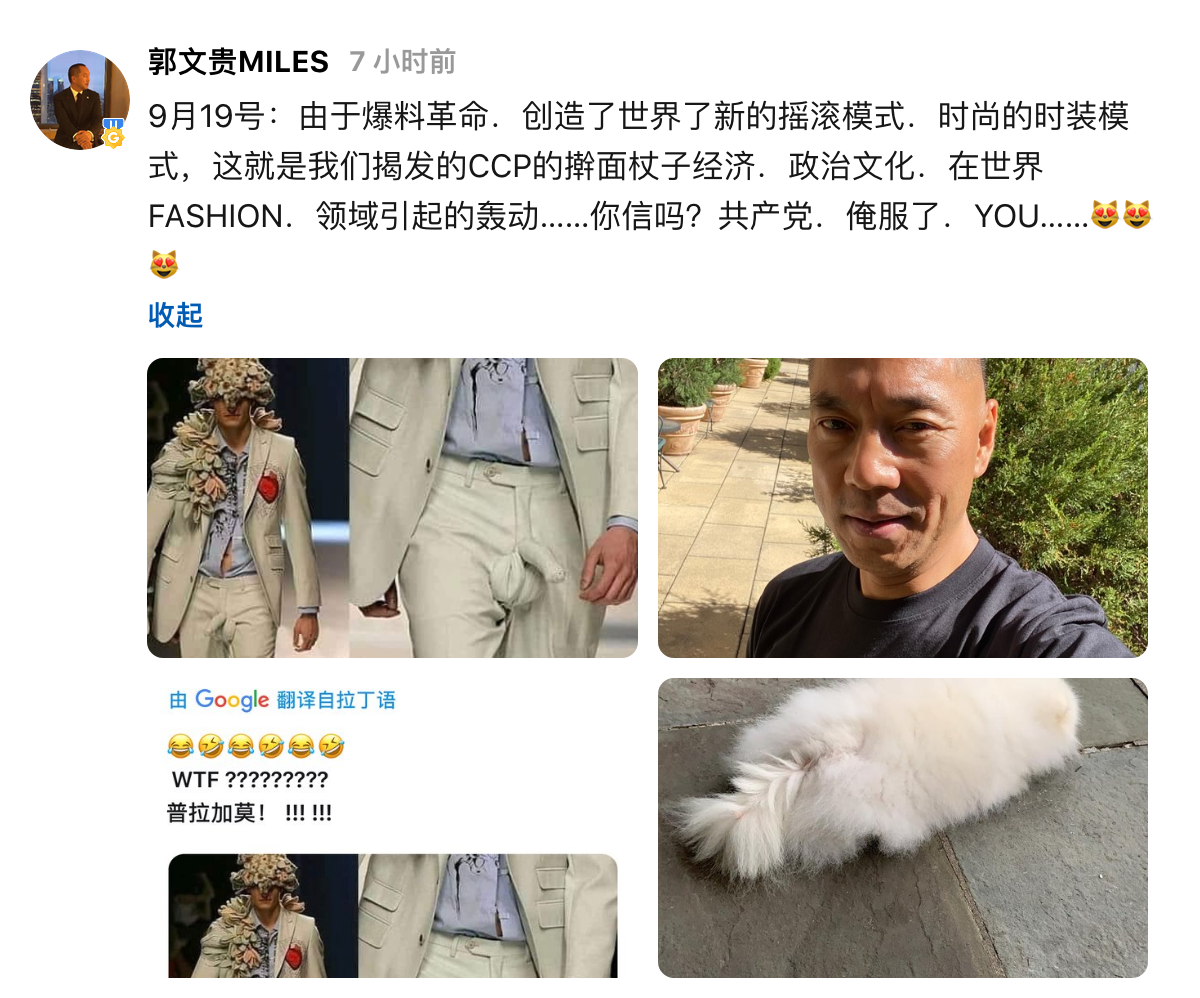 郭文贵MILES 7 小时前
9月19号：由于爆料革命．创造了世界了新的摇滚模式．时尚的时装模
式，这就是我们揭发的CCP的擀面杖子经济．政治文化．在世界
FASHION．领域引起的轰动……你信吗？共产党．俺服了．YOU……😻😻
😻
收起
由 Google 翻译自拉丁语
😂🤣😂🤣😂🤣
WTF ?????????
普拉加莫！ !!! !!!